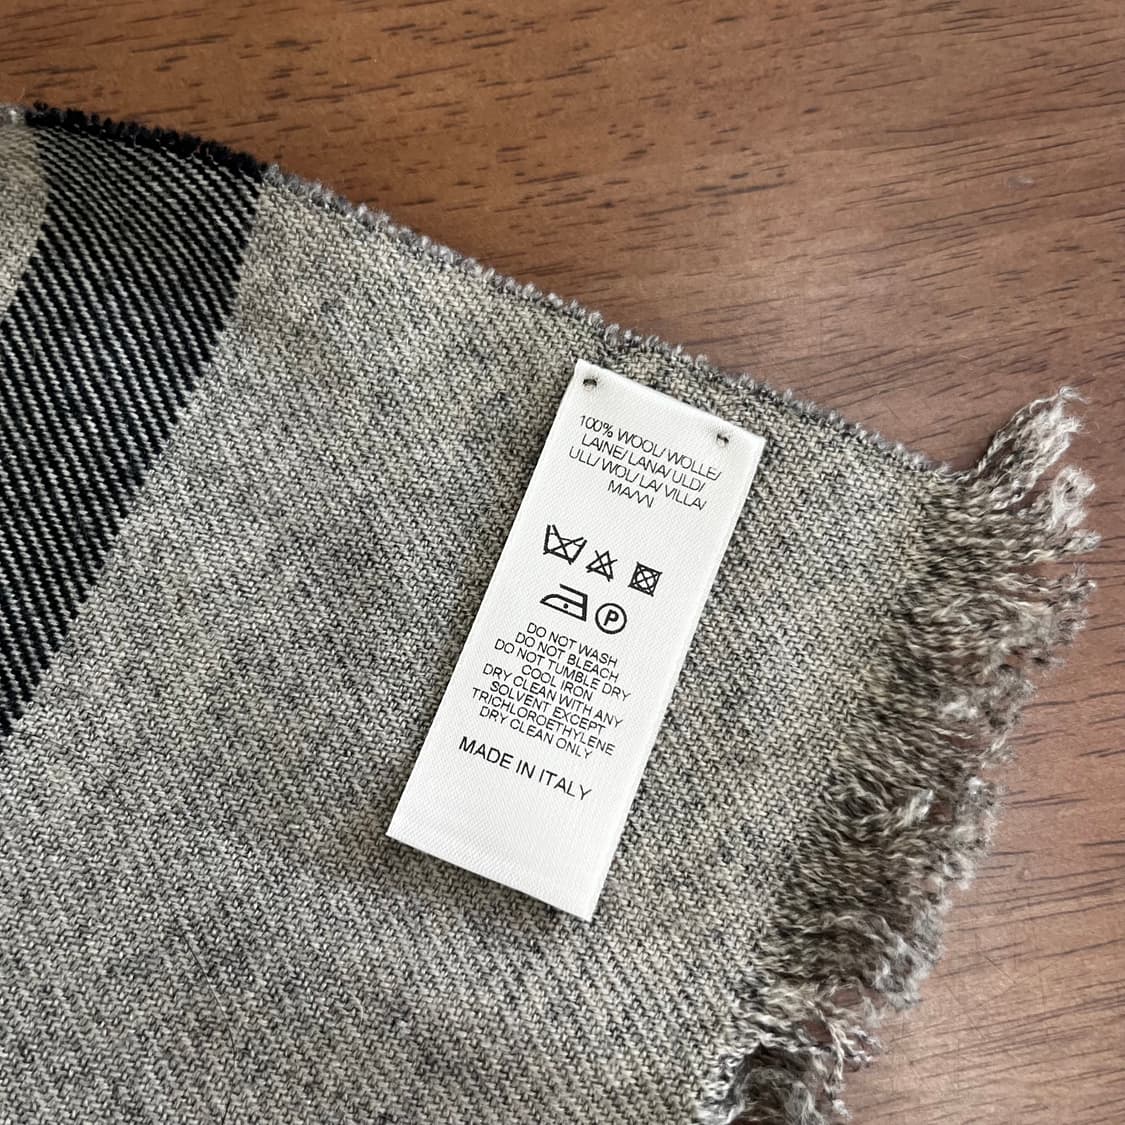 100% WOOL/ WOLLE/
LAINE/ LANA/ ULD/
ULL/ WOL/ LA/ VILLA/
P
DO NOT WASH
DO NOT BLEACH
DO NOT TUMBLE DRY
COOL IRON
DRY CLEAN WITH ANY
SOLVENT EXCEPT
TRICHLOROETHYLENE
DRY CLEAN ONLY
MADE IN ITALY